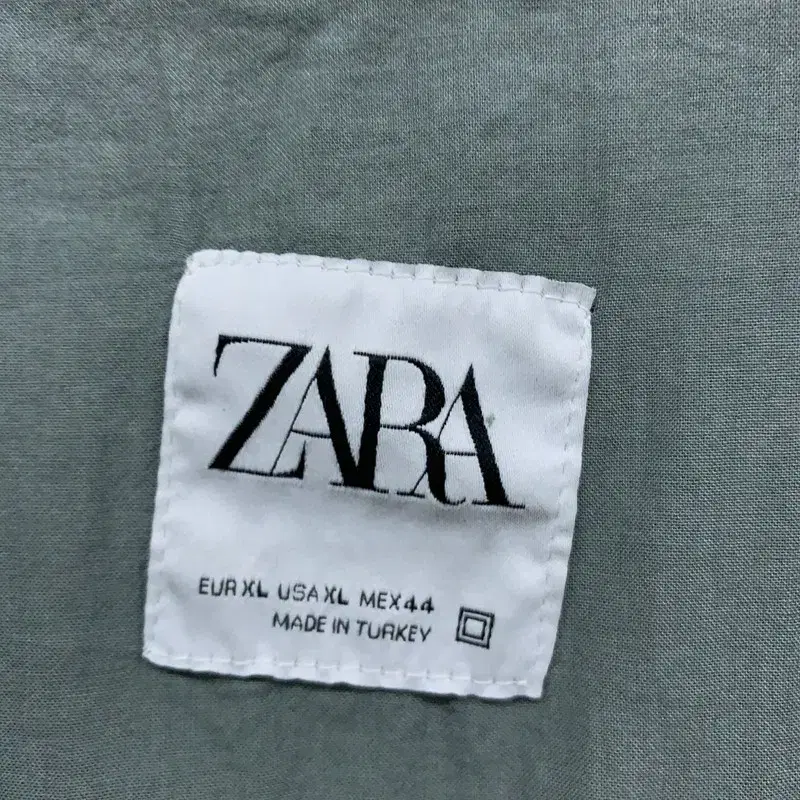 ZARA
EUR XL USA XL MEX 44
MADE IN TURKEY